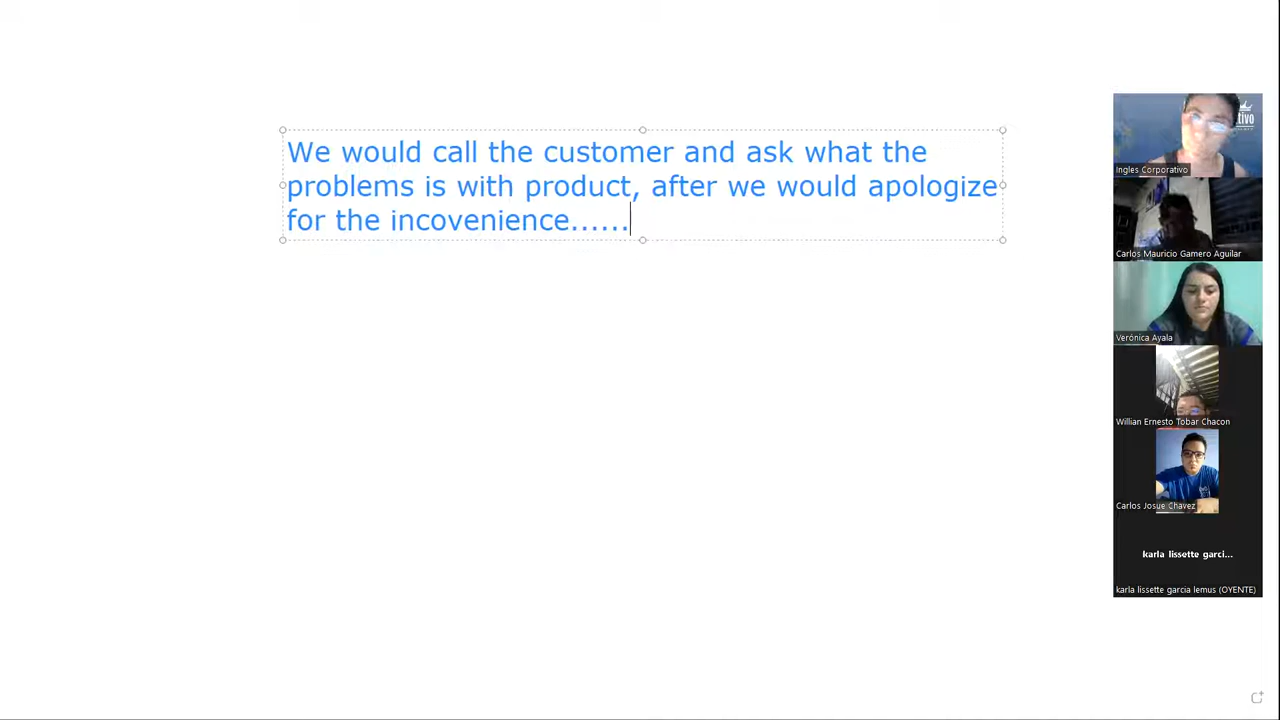 We would call the customer and ask what the
problems is with product, after we would apologize
for the incovenience......
tivo
Ingles Corporativo
Carlos Mauricio Gamero Aguilar
Verónica Ayala
Willian Ernesto Tobar Chacon
Carlos Josue Chavez
karla lissette garci...
karla lissette garcia lemus (OYENTE)